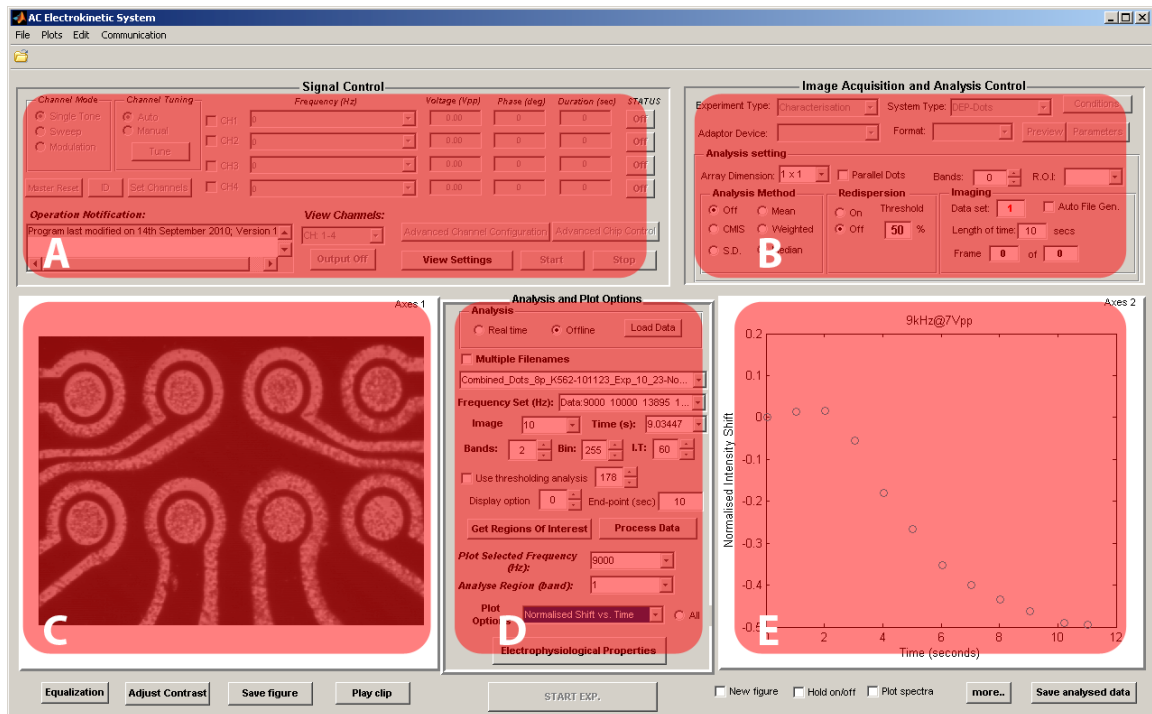 AC Electrokinetic System
File Plots Edit Communication
Signal Control
Channel Mode Channel Tuning Frequency (Hz) Voltage (Vpp) Phase (deg) Duration (sec) STATUS
Single Tone Auto CH1 0 0.00 0 0 Off
Sweep Manual CH2 0 0.00 0 0 Off
Modulation Tune CH3 0 0.00 0 0 Off
Master Reset ID Set Channels CH4 0 0.00 0 0 Off
Operation Notification: View Channels:
Program last modified on 14th September 2010; Version 1 CH: 1-4 Advanced Channel Configuration Advanced Chip Control
Output Off View Settings Start Stop
A
Image Acquisition and Analysis Control
Experiment Type: Characterisation System Type: DEP-Dots Conditions
Adaptor Device: Format: Preview Parameters
Analysis setting
Array Dimension: 1 x 1 Parallel Dots Bands: 0 R.O.I:
Analysis Method Redispersion Imaging
Off Mean On Threshold Data set: 1 Auto File Gen.
CMIS Weighted Off 50 % Length of time: 10 secs
S.D. Median Frame 0 of 0
B
Axes 1
C
Analysis and Plot Options
Analysis
Real time Offline Load Data
Multiple Filenames
Combined_Dots_8p_K562-101123_Exp_10_23-No...
Frequency Set (Hz): Data:9000 10000 13895 1...
Image 10 Time (s): 9.03447
Bands: 2 Bin: 255 I.T: 60
Use thresholding analysis 178
Display option 0 End-point (sec) 10
Get Regions Of Interest Process Data
Plot Selected Frequency (Hz): 9000
Analyse Region (band): 1
Plot Options Normalised Shift vs. Time All
D
Electrophysiological Properties
Axes 2
9kHz@7Vpp
Normalised Intensity Shift
0.2
0.1
0
-0.1
-0.2
-0.3
-0.4
-0.5
0 2 4 6 8 10 12
Time (seconds)
E
Equalization Adjust Contrast Save figure Play clip START EXP. New figure Hold on/off Plot spectra more.. Save analysed data